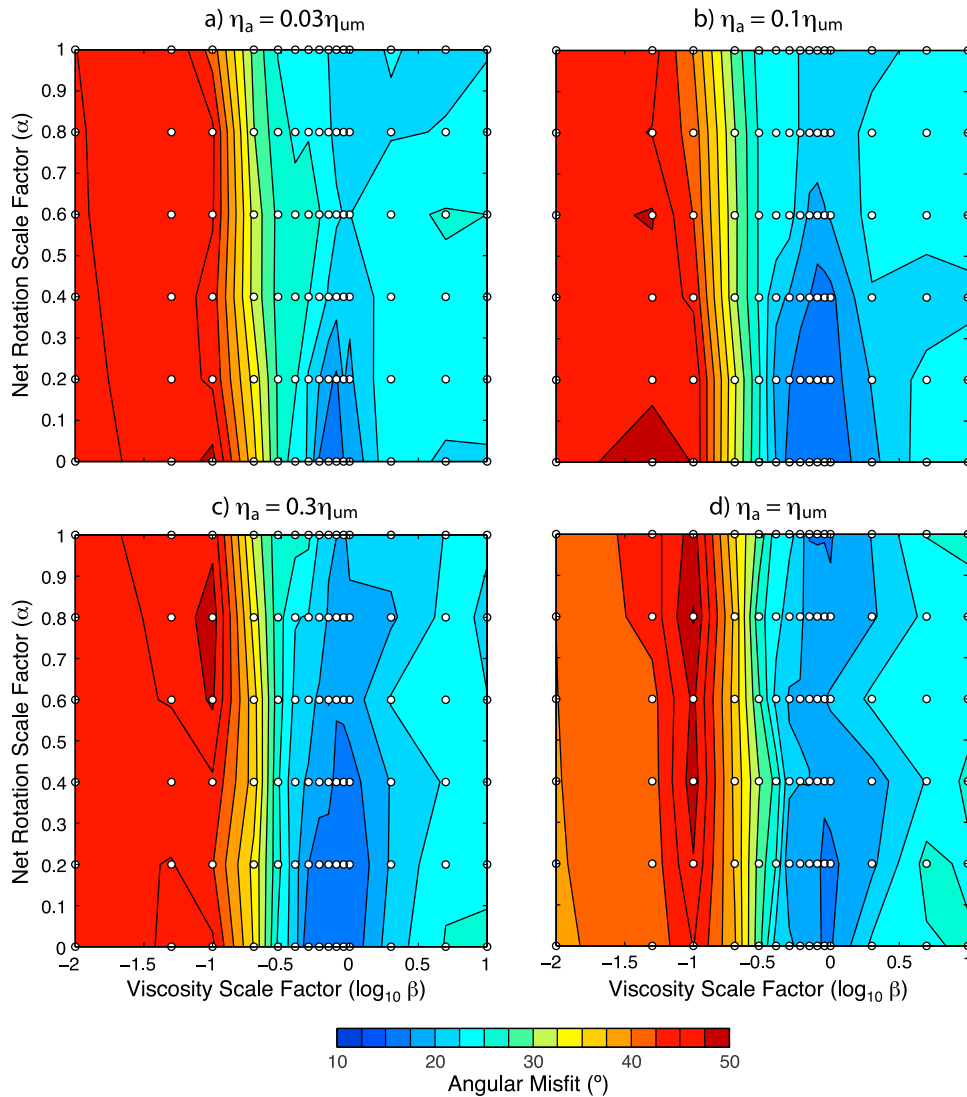 a) ηa = 0.03ηum
b) ηa = 0.1ηum
Net Rotation Scale Factor (α)
1
0.9
0.8
0.7
0.6
0.5
0.4
0.3
0.2
0.1
0
c) ηa = 0.3ηum
d) ηa = ηum
Net Rotation Scale Factor (α)
1
0.9
0.8
0.7
0.6
0.5
0.4
0.3
0.2
0.1
0
−2 −1.5 −1 −0.5 0 0.5 1
−2 −1.5 −1 −0.5 0 0.5 1
Viscosity Scale Factor (log10 β)
Viscosity Scale Factor (log10 β)
10 20 30 40 50
Angular Misfit (º)